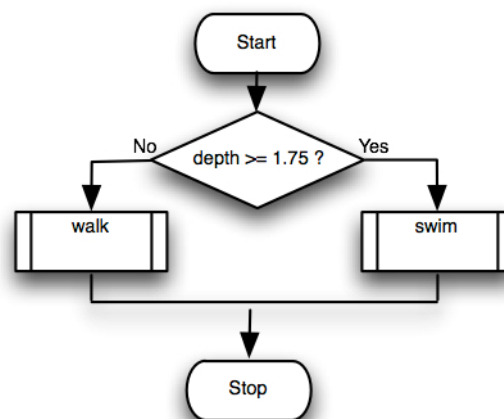 Start
No
Yes
depth >= 1.75 ?
walk
swim
Stop